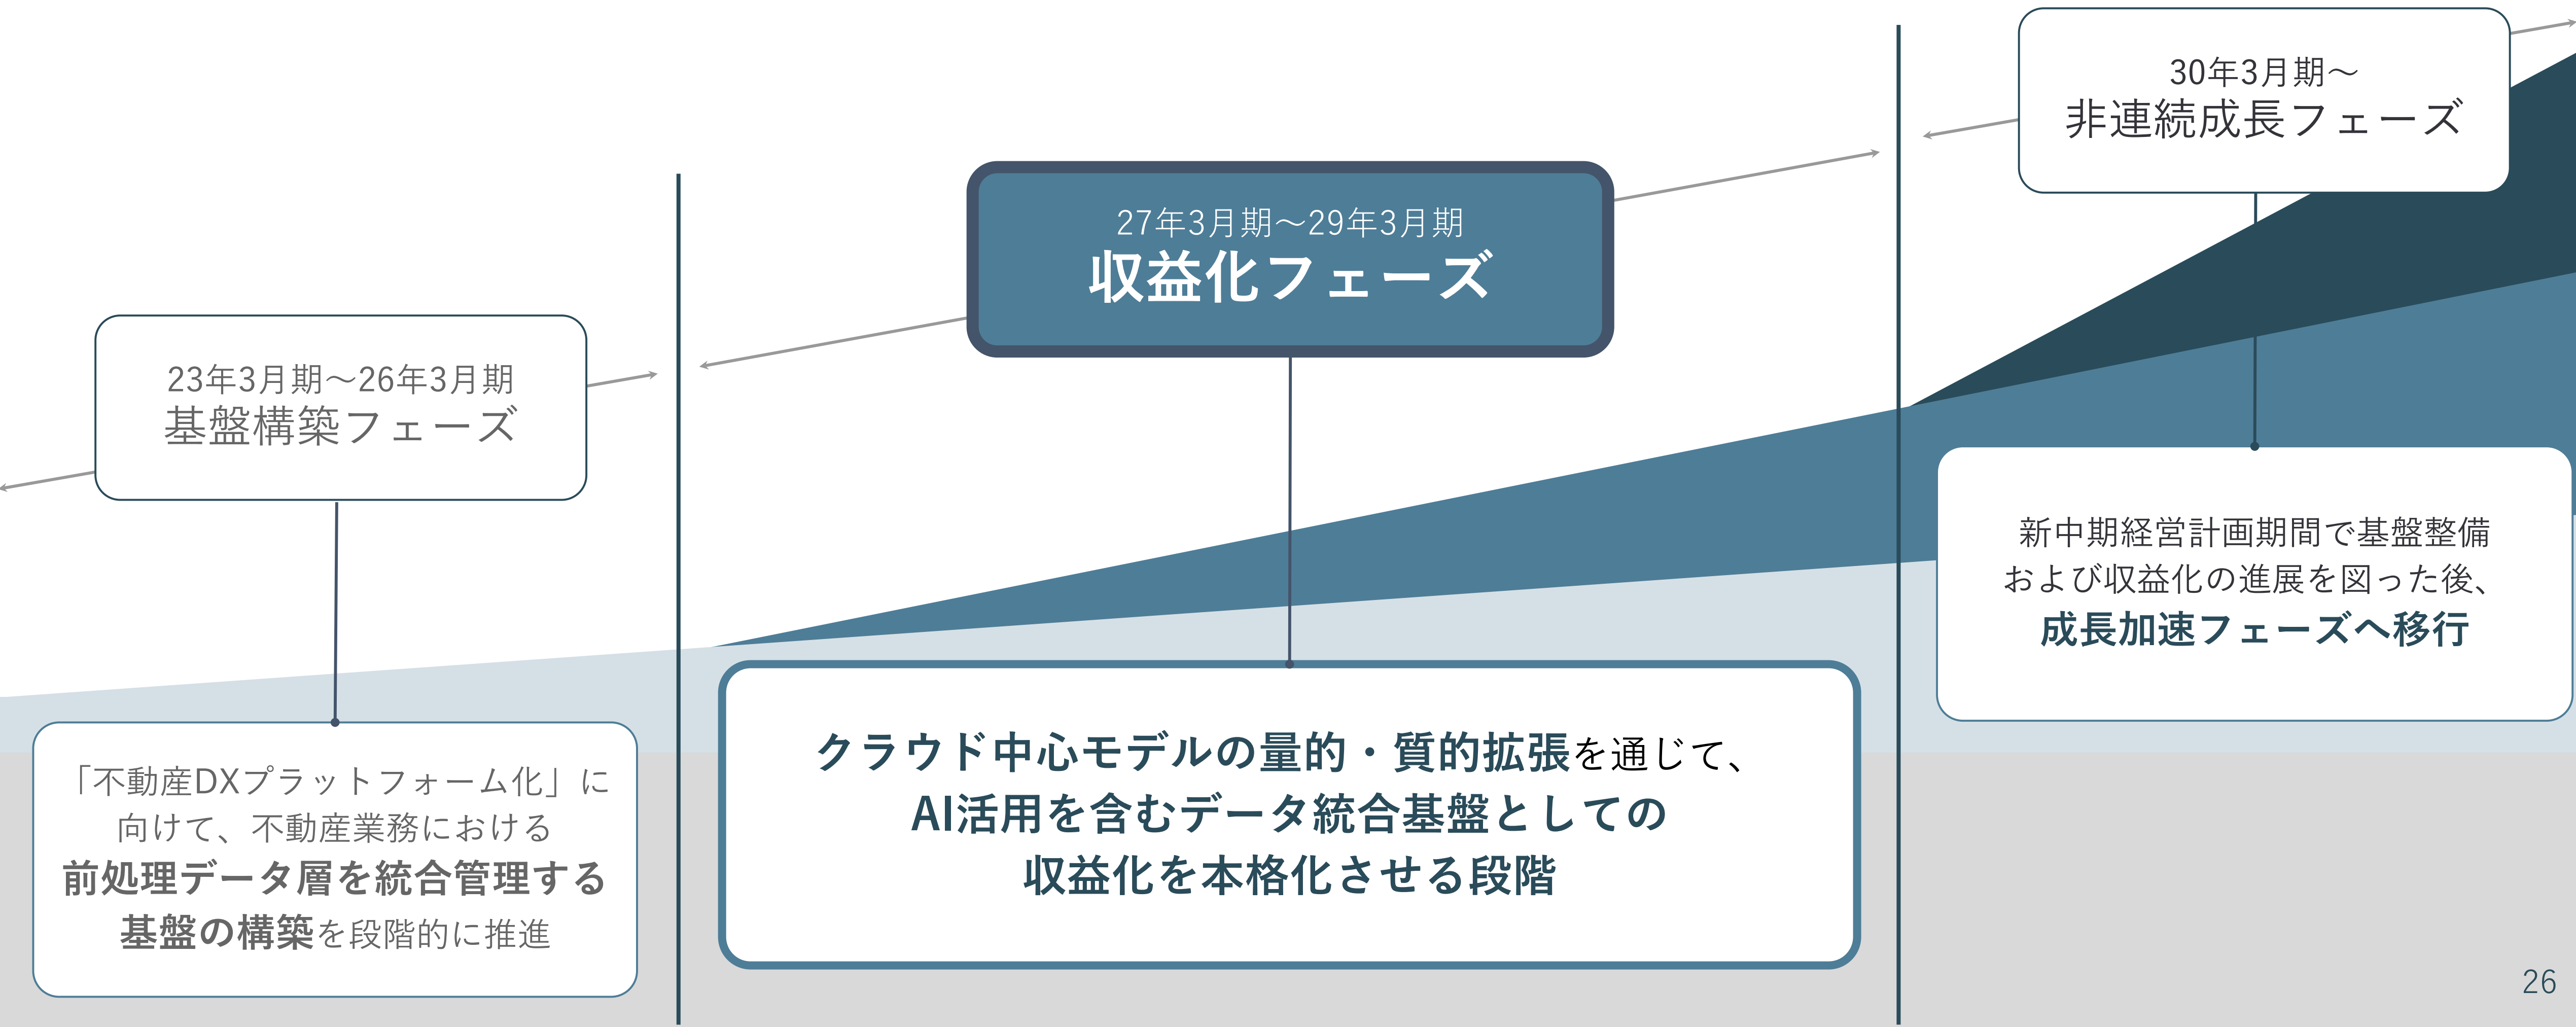 23年3月期～26年3月期
基盤構築フェーズ
「不動産DXプラットフォーム化」に
向けて、不動産業務における
前処理データ層を統合管理する
基盤の構築を段階的に推進
27年3月期～29年3月期
収益化フェーズ
クラウド中心モデルの量的・質的拡張を通じて、
AI活用を含むデータ統合基盤としての
収益化を本格化させる段階
30年3月期～
非連続成長フェーズ
新中期経営計画期間で基盤整備
および収益化の進展を図った後、
成長加速フェーズへ移行
26